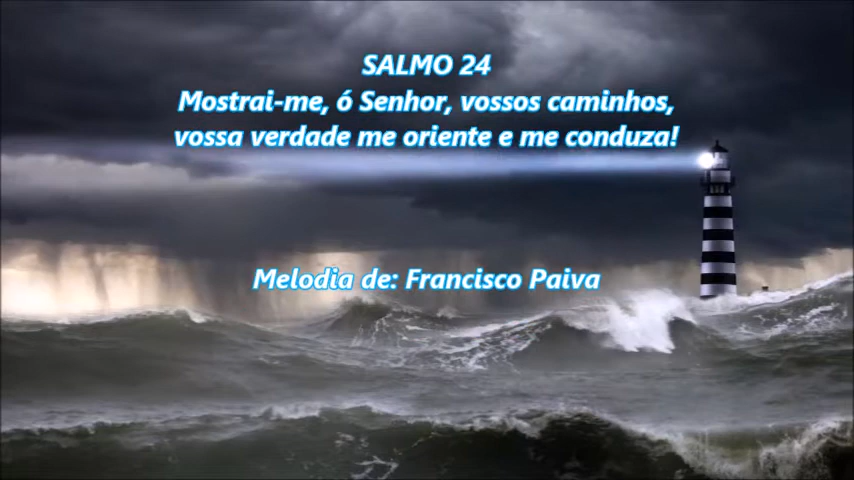 SALMO 24
Mostrai-me, ó Senhor, vossos caminhos,
vossa verdade me oriente e me conduza!
Melodia de: Francisco Paiva